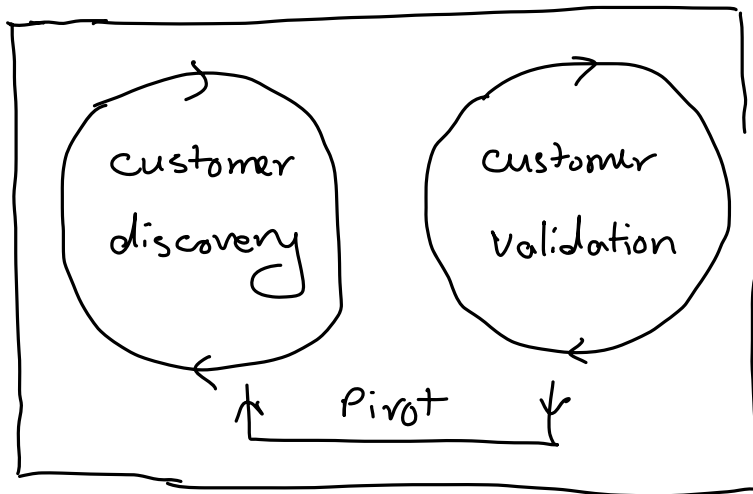 customer
discovery
customer
validation
Pivot